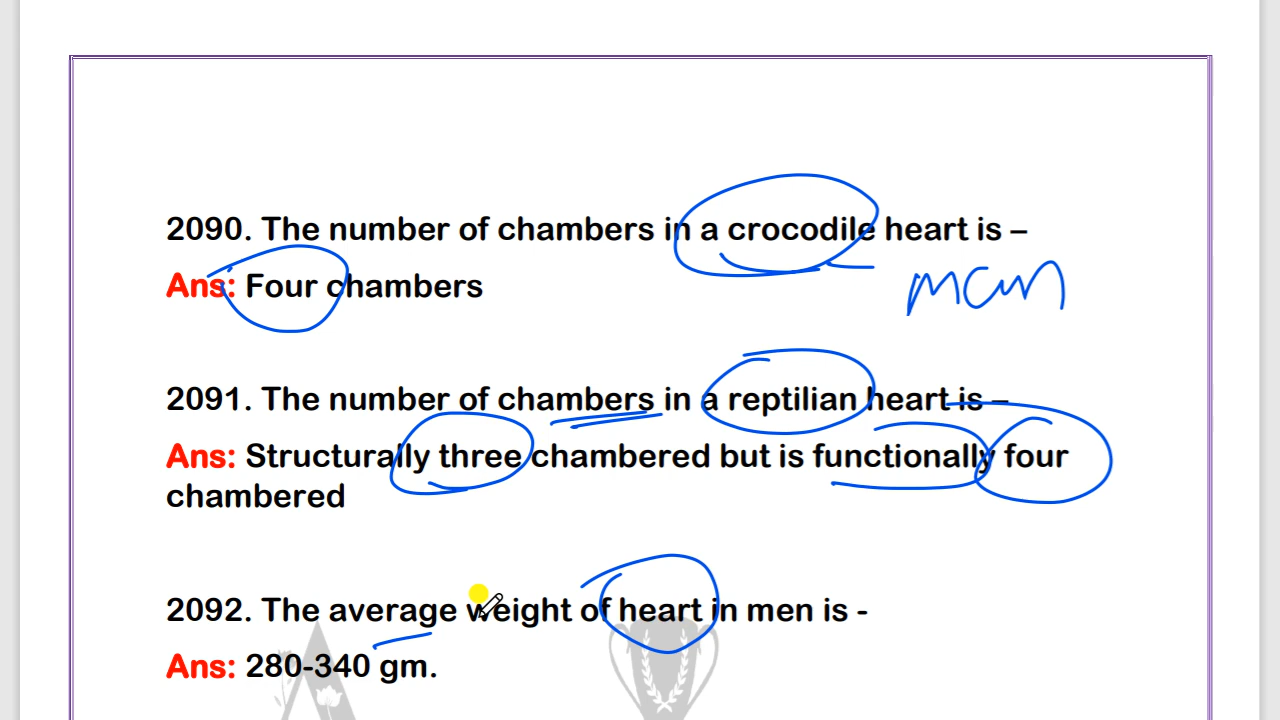 2090. The number of chambers in a crocodile heart is –
Ans: Four chambers
man
2091. The number of chambers in a reptilian heart is –
Ans: Structurally three chambered but is functionally four
chambered
2092. The average weight of heart in men is -
Ans: 280-340 gm.